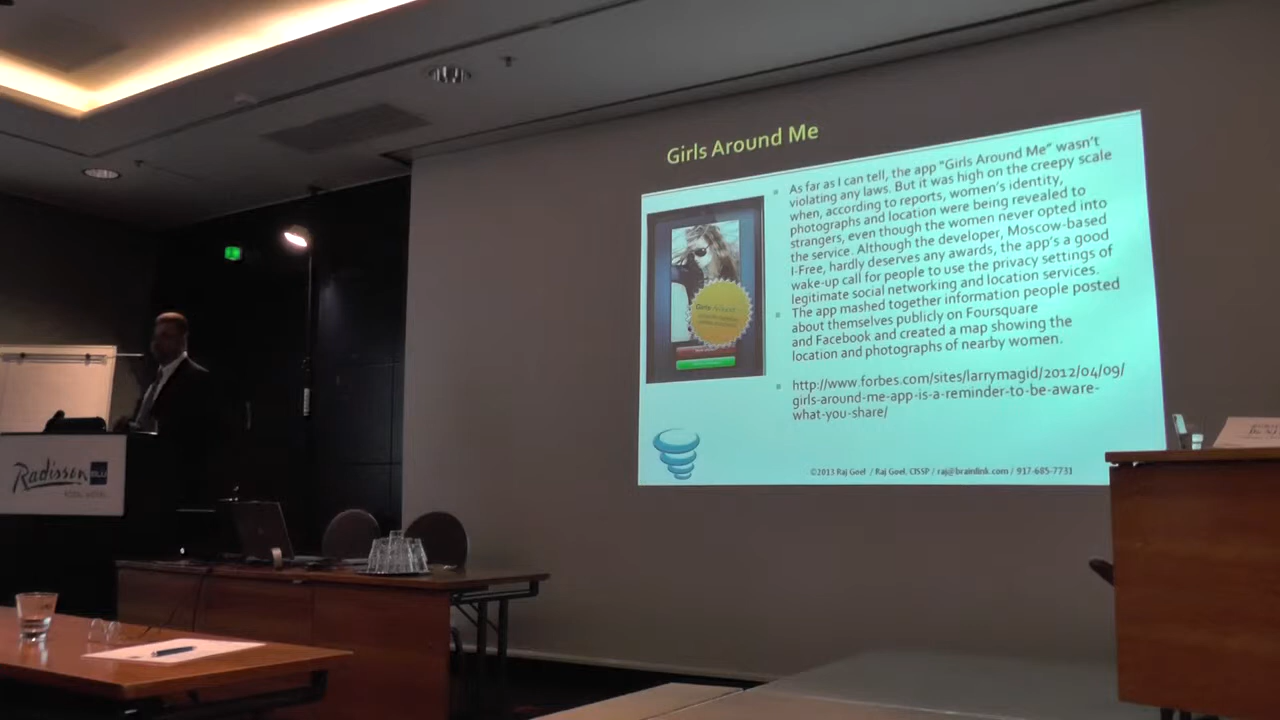 Girls Around Me
As far as I can tell, the app "Girls Around Me" wasn't
violating any laws. But it was high on the creepy scale
when, according to reports, women's identity,
photographs and location were being revealed to
strangers, even though the women never opted into
the service. Although the developer, Moscow-based
I-Free, hardly deserves any awards, the app's a good
wake-up call for people to use the privacy settings of
legitimate social networking and location services.
The app mashed together information people posted
about themselves publicly on Foursquare
and Facebook and created a map showing the
location and photographs of nearby women.
http://www.forbes.com/sites/larrymagid/2012/04/09/
girls-around-me-app-is-a-reminder-to-be-aware-
what-you-share/
©2013 Raj Goel / Raj Goel, CISSP / raj@brainlink.com / 917-685-7731
Radisson BLU